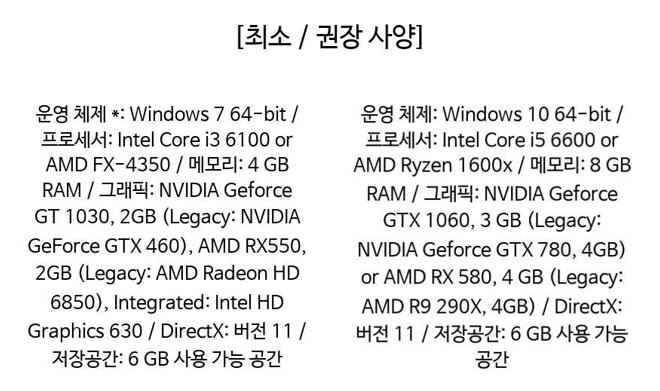 [최소 / 권장 사양]
운영 체제 *: Windows 7 64-bit /
프로세서: Intel Core i3 6100 or
AMD FX-4350 / 메모리: 4 GB
RAM / 그래픽: NVIDIA Geforce
GT 1030, 2GB (Legacy: NVIDIA
GeForce GTX 460), AMD RX550,
2GB (Legacy: AMD Radeon HD
6850), Integrated: Intel HD
Graphics 630 / DirectX: 버전 11 /
저장공간: 6 GB 사용 가능 공간
운영 체제: Windows 10 64-bit /
프로세서: Intel Core i5 6600 or
AMD Ryzen 1600x / 메모리: 8 GB
RAM / 그래픽: NVIDIA Geforce
GTX 1060, 3 GB (Legacy:
NVIDIA Geforce GTX 780, 4GB)
or AMD RX 580, 4 GB (Legacy:
AMD R9 290X, 4GB) / DirectX:
버전 11 / 저장공간: 6 GB 사용 가능
공간